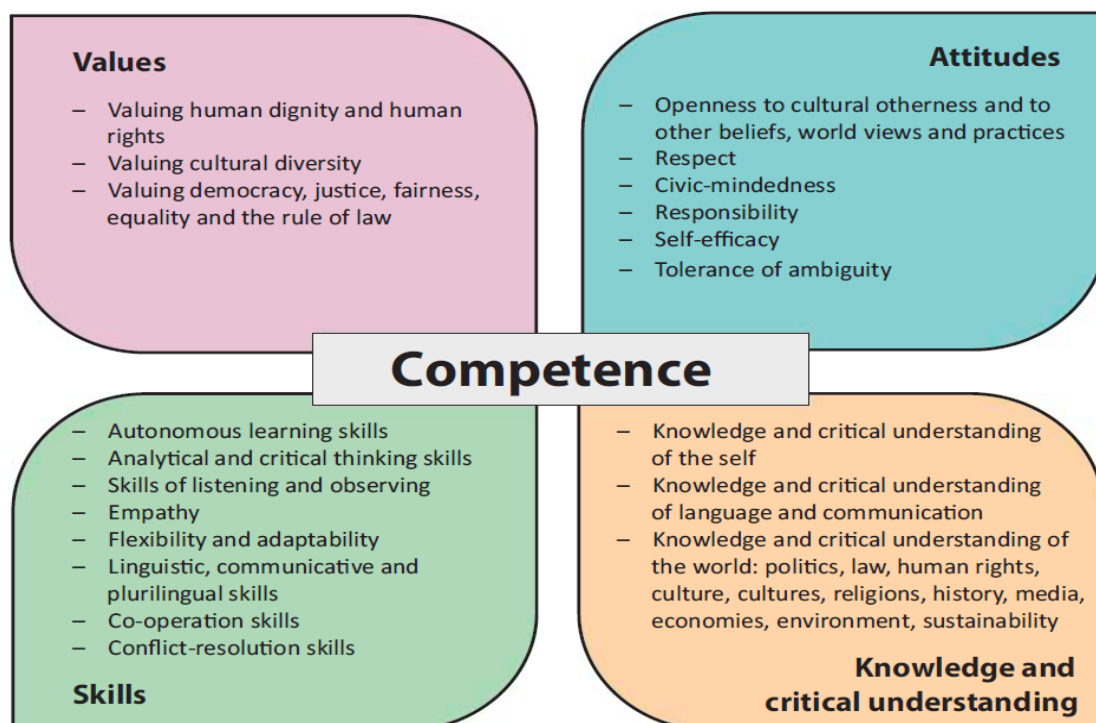 Values
– Valuing human dignity and human
rights
– Valuing cultural diversity
– Valuing democracy, justice, fairness,
equality and the rule of law
Attitudes
– Openness to cultural otherness and to
other beliefs, world views and practices
– Respect
– Civic-mindedness
– Responsibility
– Self-efficacy
– Tolerance of ambiguity
Competence
– Autonomous learning skills
– Analytical and critical thinking skills
– Skills of listening and observing
– Empathy
– Flexibility and adaptability
– Linguistic, communicative and
plurilingual skills
– Co-operation skills
– Conflict-resolution skills
Skills
– Knowledge and critical understanding
of the self
– Knowledge and critical understanding
of language and communication
– Knowledge and critical understanding of
the world: politics, law, human rights,
culture, cultures, religions, history, media,
economies, environment, sustainability
Knowledge and
critical understanding